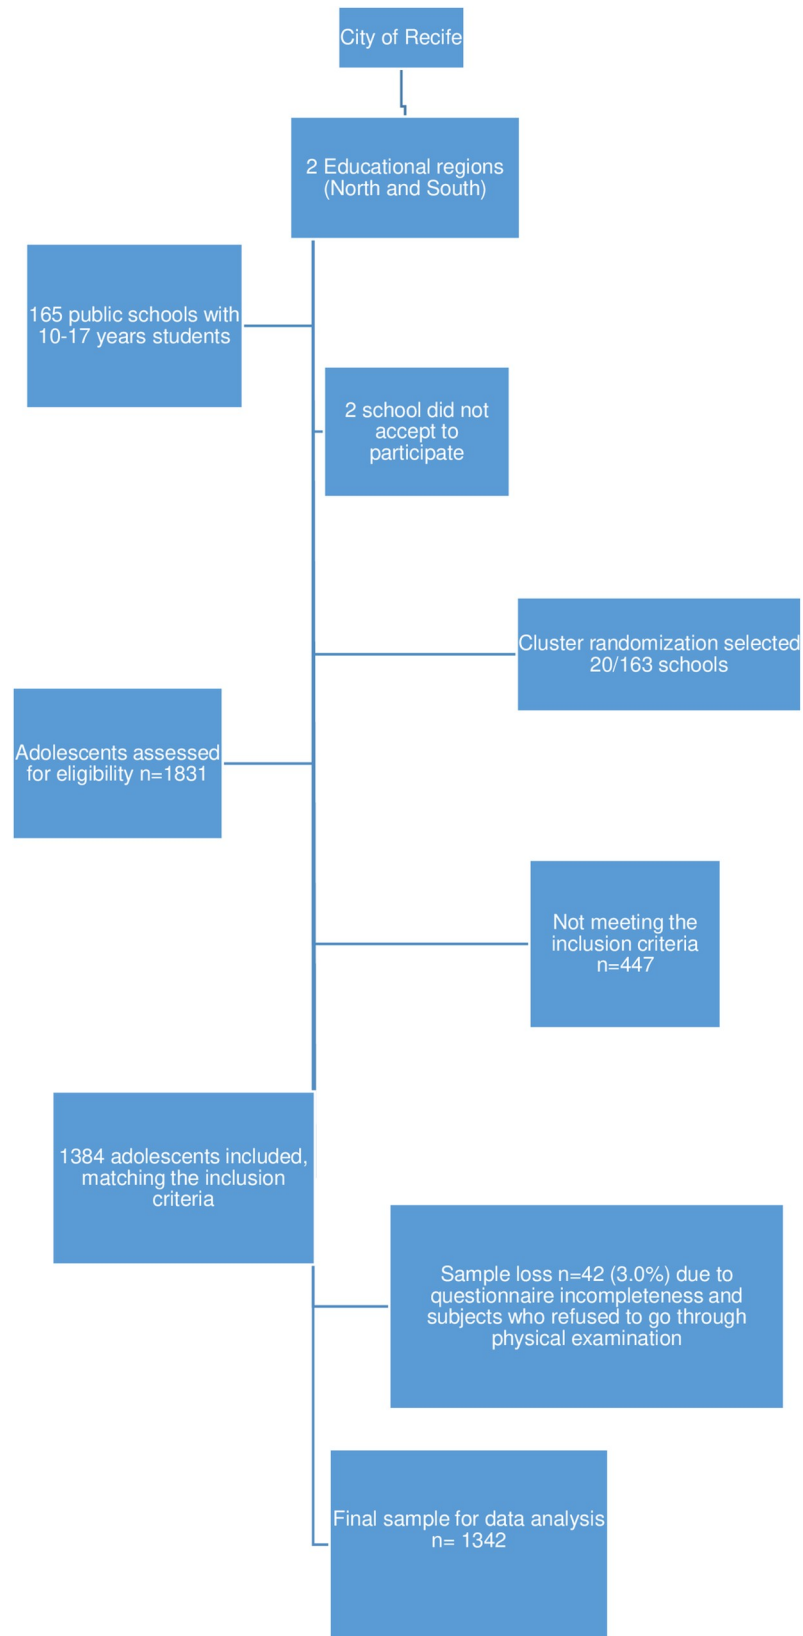 City of Recife
2 Educational regions
(North and South)
165 public schools with
10-17 years students
2 school did not
accept to
participate
Cluster randomization selected
20/163 schools
Adolescents assessed
for eligibility n=1831
Not meeting the
inclusion criteria
n=447
1384 adolescents included,
matching the inclusion
criteria
Sample loss n=42 (3.0%) due to
questionnaire incompleteness and
subjects who refused to go through
physical examination
Final sample for data analysis
n= 1342